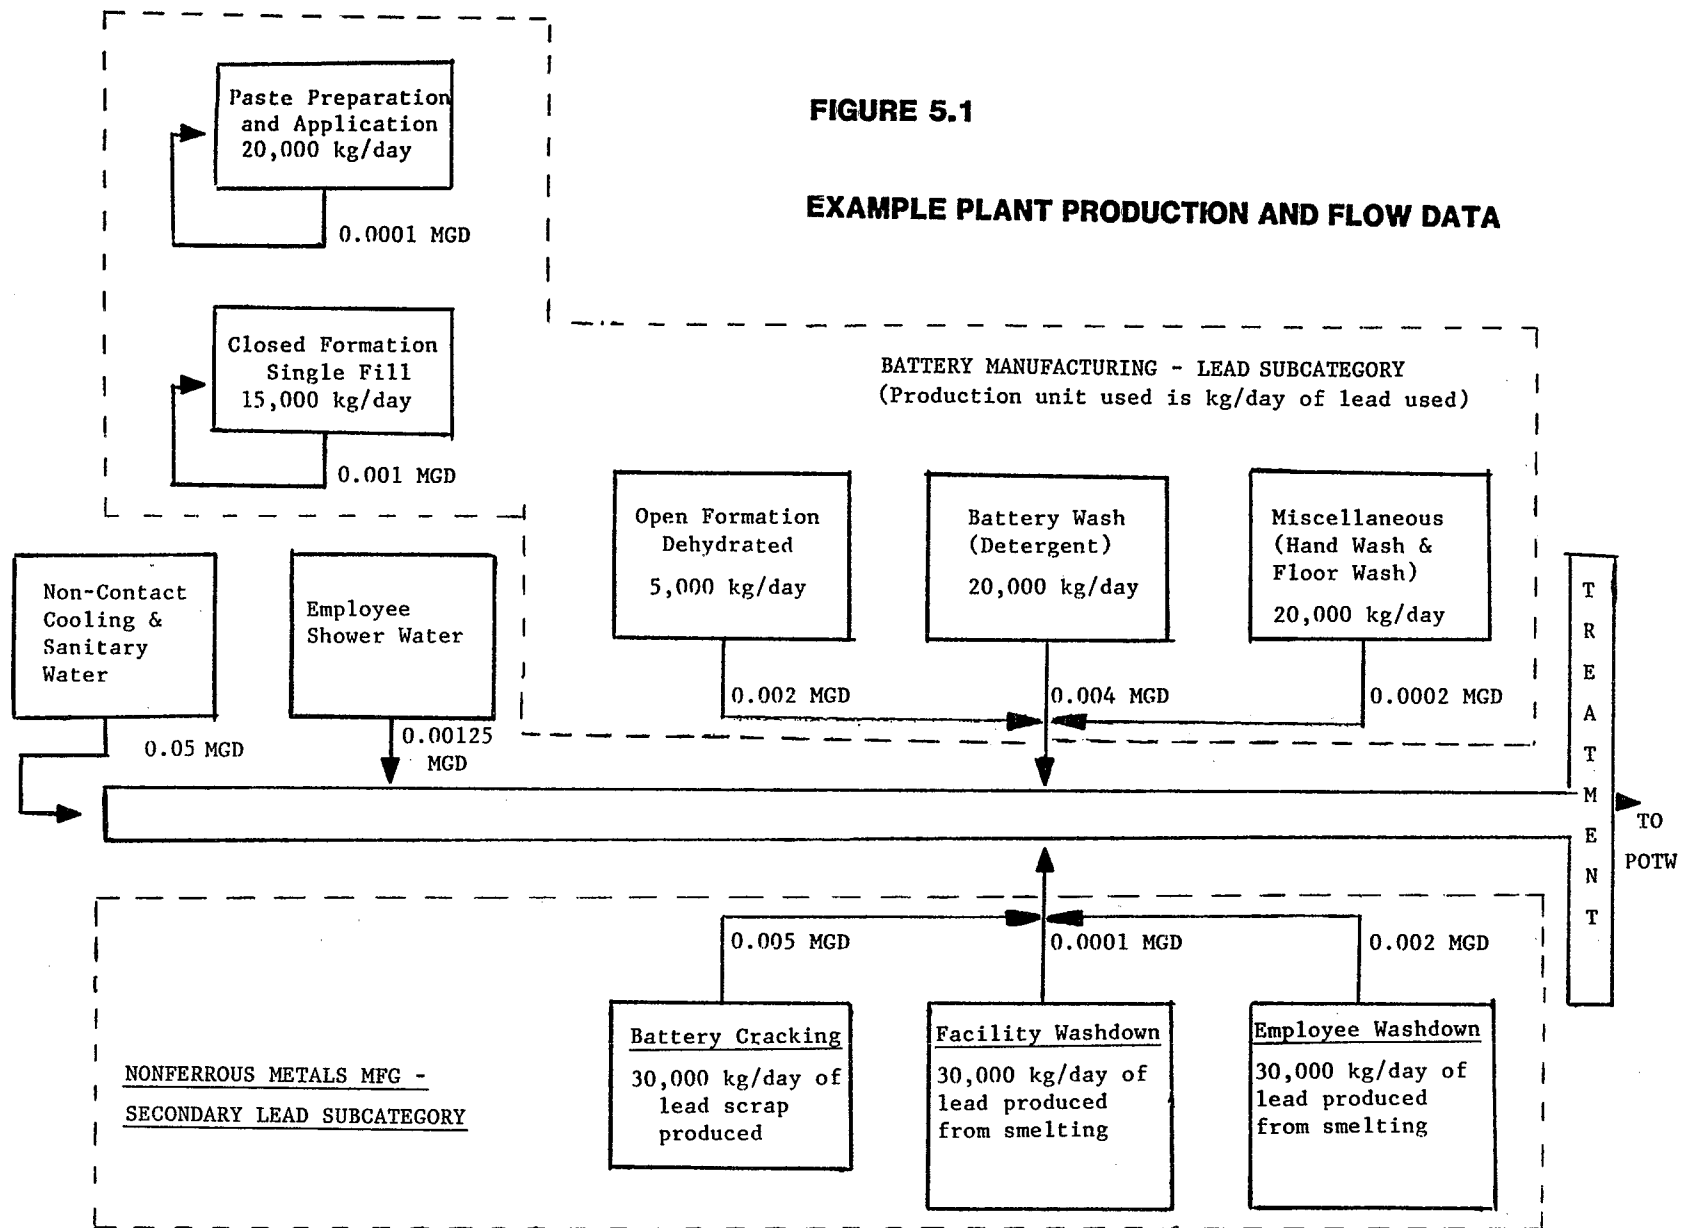 FIGURE 5.1
EXAMPLE PLANT PRODUCTION AND FLOW DATA
Paste Preparation
and Application
20,000 kg/day
0.0001 MGD
Closed Formation
Single Fill
15,000 kg/day
0.001 MGD
BATTERY MANUFACTURING - LEAD SUBCATEGORY
(Production unit used is kg/day of lead used)
Open Formation
Dehydrated
5,000 kg/day
0.002 MGD
Battery Wash
(Detergent)
20,000 kg/day
0.004 MGD
Miscellaneous
(Hand Wash &
Floor Wash)
20,000 kg/day
0.0002 MGD
Non-Contact
Cooling &
Sanitary
Water
0.05 MGD
Employee
Shower Water
0.00125
MGD
TREATMENT
TO
POTW
NONFERROUS METALS MFG -
SECONDARY LEAD SUBCATEGORY
0.005 MGD
Battery Cracking
30,000 kg/day of
lead scrap
produced
0.0001 MGD
Facility Washdown
30,000 kg/day of
lead produced
from smelting
0.002 MGD
Employee Washdown
30,000 kg/day of
lead produced
from smelting